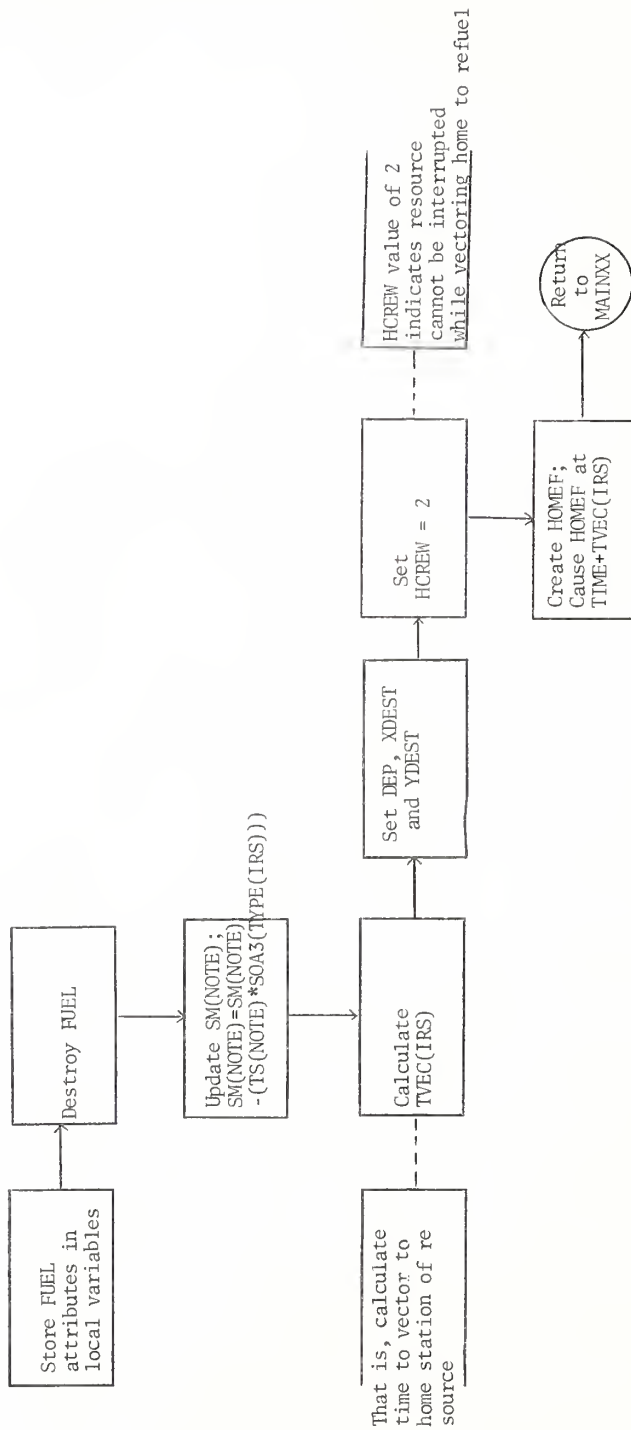 Store FUEL
attributes in
local variables
Destroy FUEL
Update SM(NOTE);
SM(NOTE)=SM(NOTE)
-(TS(NOTE)*SOA3(TYPE(IRS)))
That is, calculate
time to vector to
home station of re
source
Calculate
TVEC(IRS)
Set DEP, XDEST
and YDEST
Set
HCREW = 2
HCREW value of 2
indicates resource
cannot be interrupted
while vectoring home to refuel
Create HOMEF;
Cause HOMEF at
TIME+TVEC(IRS)
Return
to
MAINXX